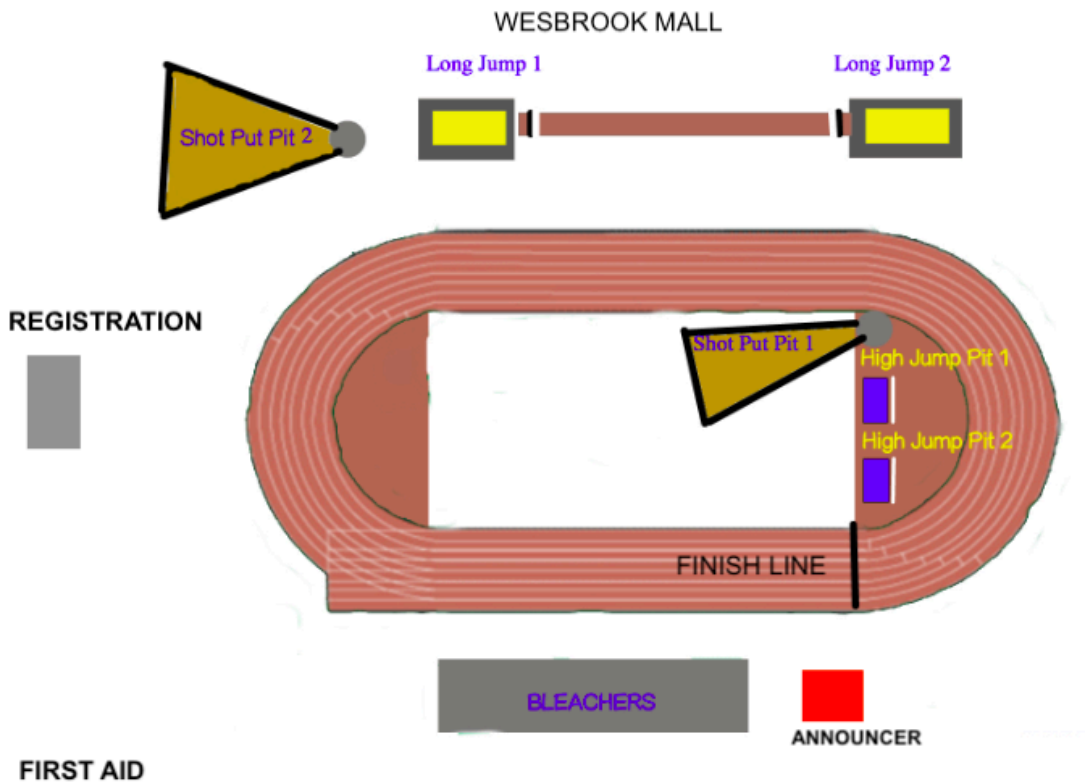 WESBROOK MALL
Long Jump 1
Long Jump 2
Shot Put Pit 2
REGISTRATION
Shot Put Pit 1
High Jump Pit 1
High Jump Pit 2
FINISH LINE
BLEACHERS
ANNOUNCER
FIRST AID